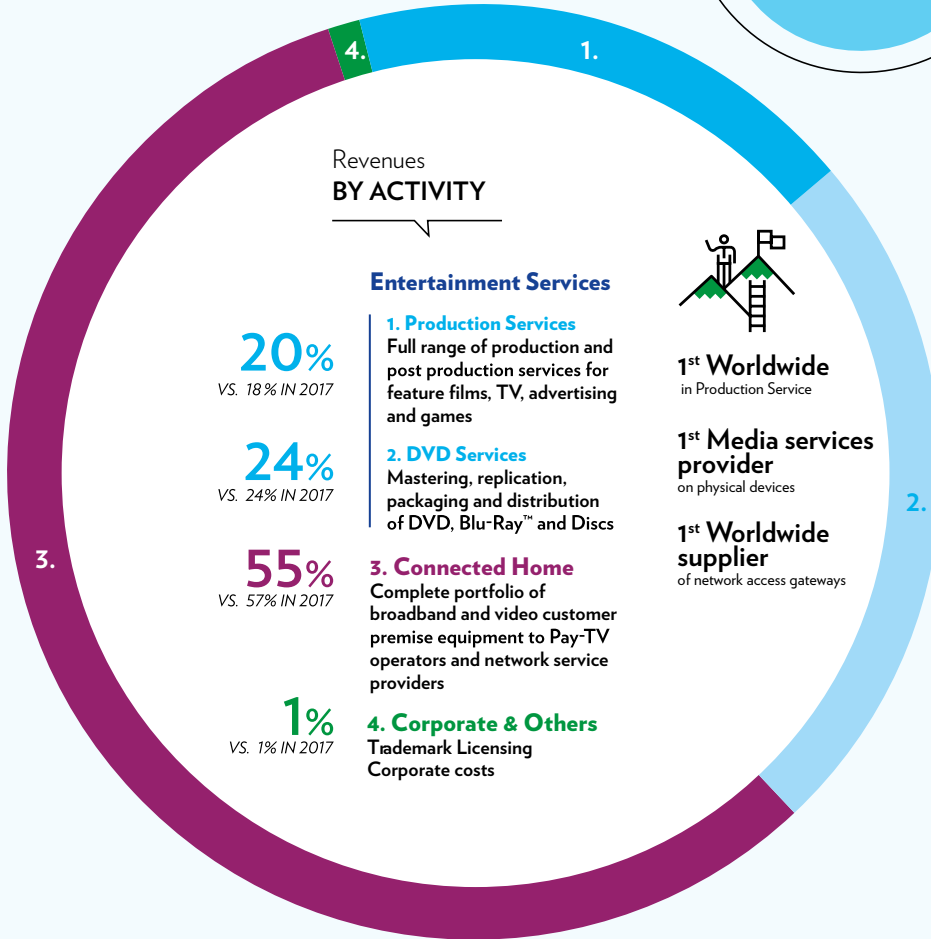 4.
1.
Revenues
BY ACTIVITY
Entertainment Services
20%
VS. 18% IN 2017
1. Production Services
Full range of production and
post production services for
feature films, TV, advertising
and games
24%
VS. 24% IN 2017
2. DVD Services
Mastering, replication,
packaging and distribution
of DVD, Blu-Ray™ and Discs
55%
VS. 57% IN 2017
3. Connected Home
Complete portfolio of
broadband and video customer
premise equipment to Pay-TV
operators and network service
providers
1%
VS. 1% IN 2017
4. Corporate & Others
Trademark Licensing
Corporate costs
1st Worldwide
in Production Service
1st Media services
provider
on physical devices
1st Worldwide
supplier
of network access gateways
2.
3.